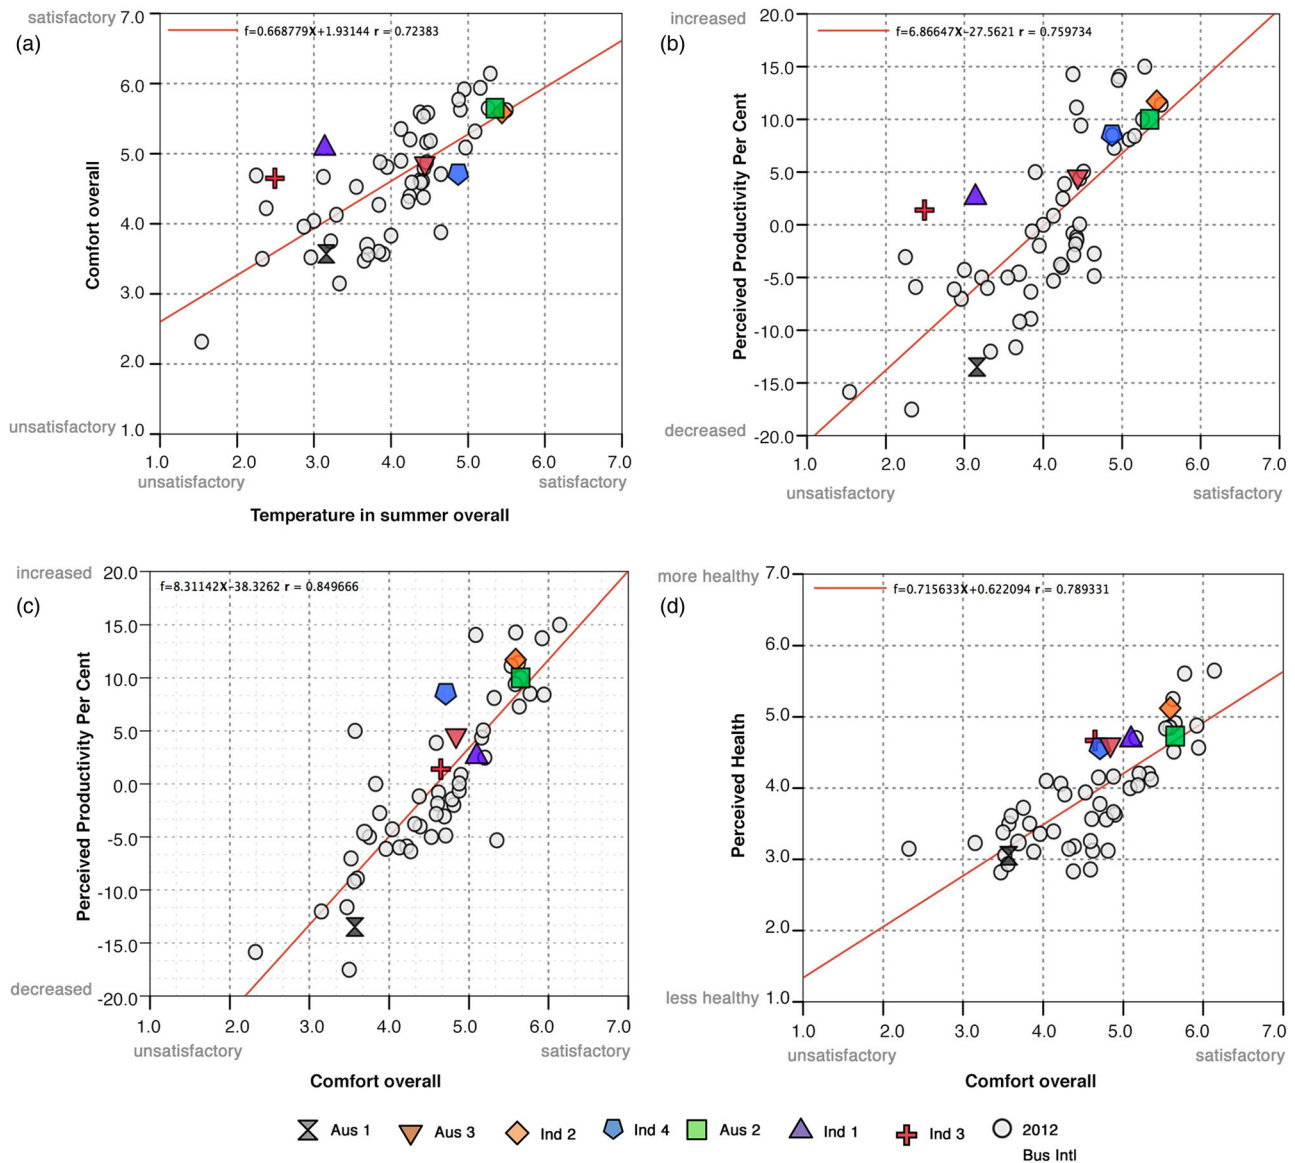 satisfactory
7.0
(a)
f=0.668779X+1.93144 r = 0.72383
6.0
5.0
4.0
3.0
2.0
1.0
Comfort overall
unsatisfactory
1.0 2.0 3.0 4.0 5.0 6.0 7.0
unsatisfactory satisfactory
Temperature in summer overall
increased
20.0
(b)
f=6.86647X−27.5621 r = 0.759734
15.0
10.0
5.0
0.0
-5.0
-10.0
-15.0
-20.0
Perceived Productivity Per Cent
decreased
1.0 2.0 3.0 4.0 5.0 6.0 7.0
unsatisfactory satisfactory
increased
20.0
(c)
f=8.31142X−38.3262 r = 0.849666
15.0
10.0
5.0
0.0
-5.0
-10.0
-15.0
-20.0
Perceived Productivity Per Cent
decreased
1.0 2.0 3.0 4.0 5.0 6.0 7.0
unsatisfactory satisfactory
Comfort overall
more healthy
7.0
(d)
f=0.715633X+0.622094 r = 0.789331
6.0
5.0
4.0
3.0
2.0
1.0
Perceived Health
less healthy
1.0 2.0 3.0 4.0 5.0 6.0 7.0
unsatisfactory satisfactory
Comfort overall
Aus 1 Aus 3 Ind 2 Ind 4 Aus 2 Ind 1 Ind 3 2012
Bus Intl